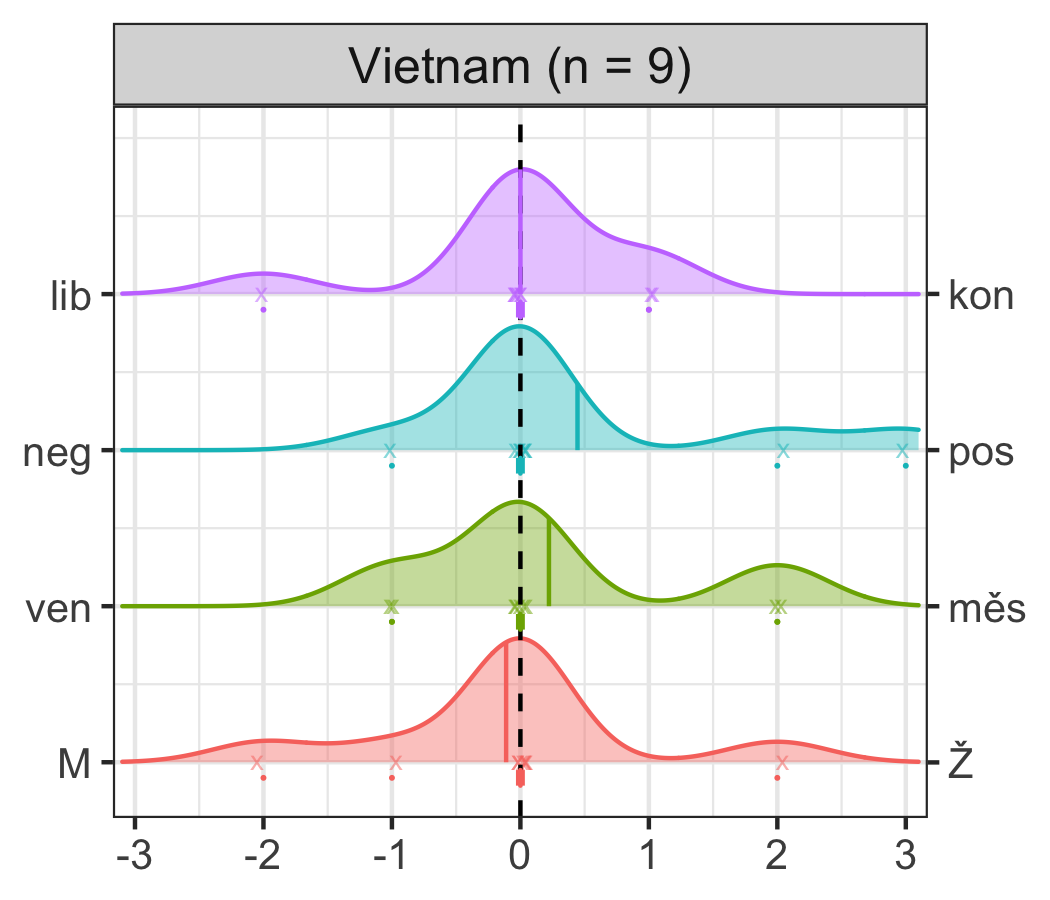 Vietnam (n = 9)
lib kon
neg pos
ven měs
M Ž
-3 -2 -1 0 1 2 3